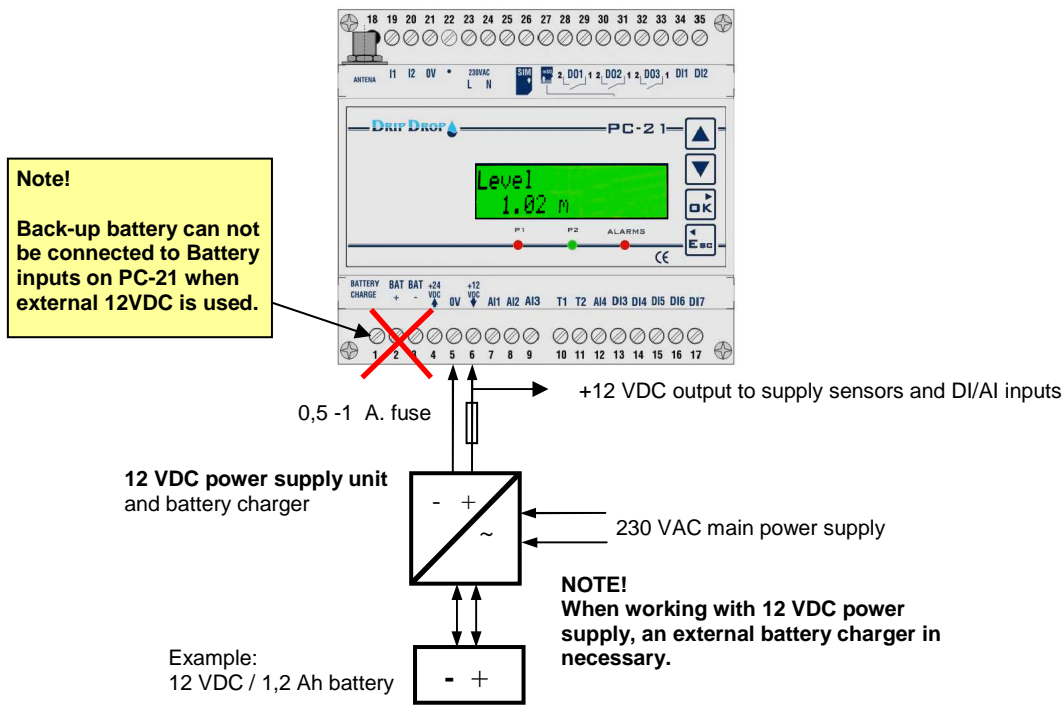 18 19 20 21 22 23 24 25 26 27 28 29 30 31 32 33 34 35
ANTENA I1 I2 0V • 230VAC SIM 2 DO1 1 2 DO2 1 2 DO3 1 DI1 DI2
L N
DRIP DROP PC-21
Level
1.02 m
OK
P1 P2 ALARMS
Esc
CE
BATTERY CHARGE BAT + BAT - +24 VDC 0V +12 VDC AI1 AI2 AI3 T1 T2 AI4 DI3 DI4 DI5 DI6 DI7
1 2 3 4 5 6 7 8 9 10 11 12 13 14 15 16 17
Note!
Back-up battery can not
be connected to Battery
inputs on PC-21 when
external 12VDC is used.
+12 VDC output to supply sensors and DI/AI inputs
0,5 -1 A. fuse
12 VDC power supply unit
and battery charger
- +
~
230 VAC main power supply
NOTE!
When working with 12 VDC power
supply, an external battery charger in
necessary.
Example:
12 VDC / 1,2 Ah battery
- +